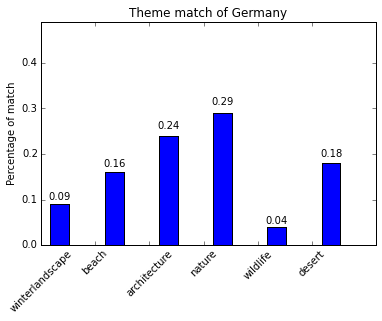 Theme match of Germany
Percentage of match
0.4
0.3
0.2
0.1
0.0
0.09
0.16
0.24
0.29
0.04
0.18
winterlandscape
beach
architecture
nature
wildlife
desert